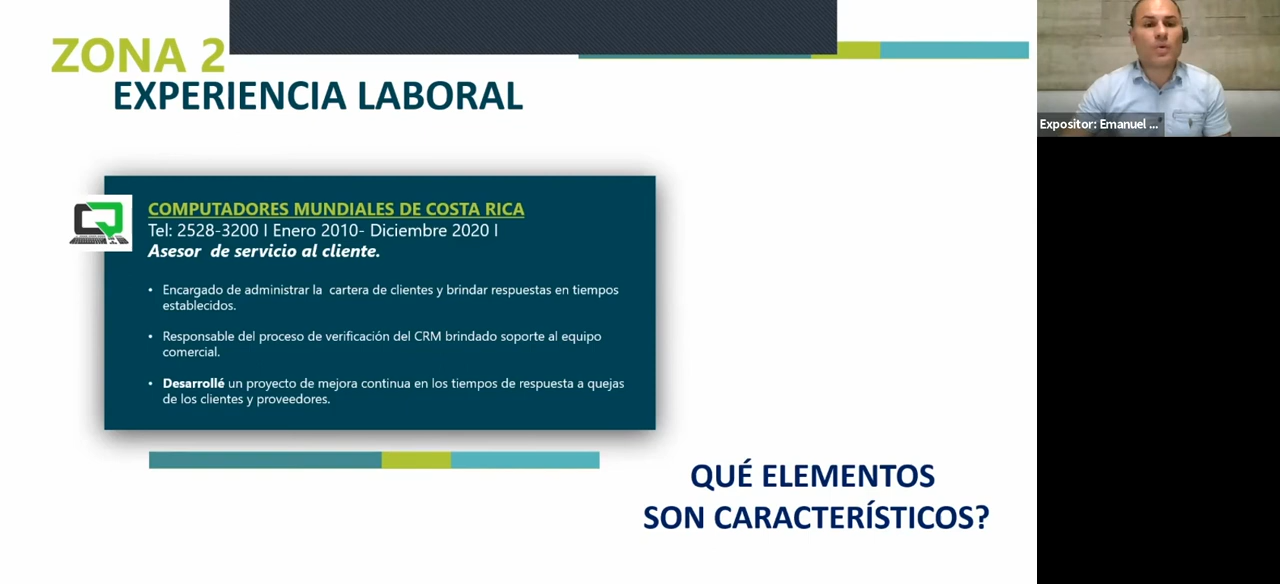 ZONA 2
EXPERIENCIA LABORAL
Expositor: Emanuel ...
COMPUTADORES MUNDIALES DE COSTA RICA
Tel: 2528-3200 I Enero 2010- Diciembre 2020 I
Asesor  de servicio al cliente.
• Encargado de administrar la  cartera de clientes y brindar respuestas en tiempos
establecidos.
• Responsable del proceso de verificación del CRM brindado soporte al equipo
comercial.
• Desarrollé un proyecto de mejora continua en los tiempos de respuesta a quejas
de los clientes y proveedores.
QUÉ ELEMENTOS
SON CARACTERÍSTICOS?